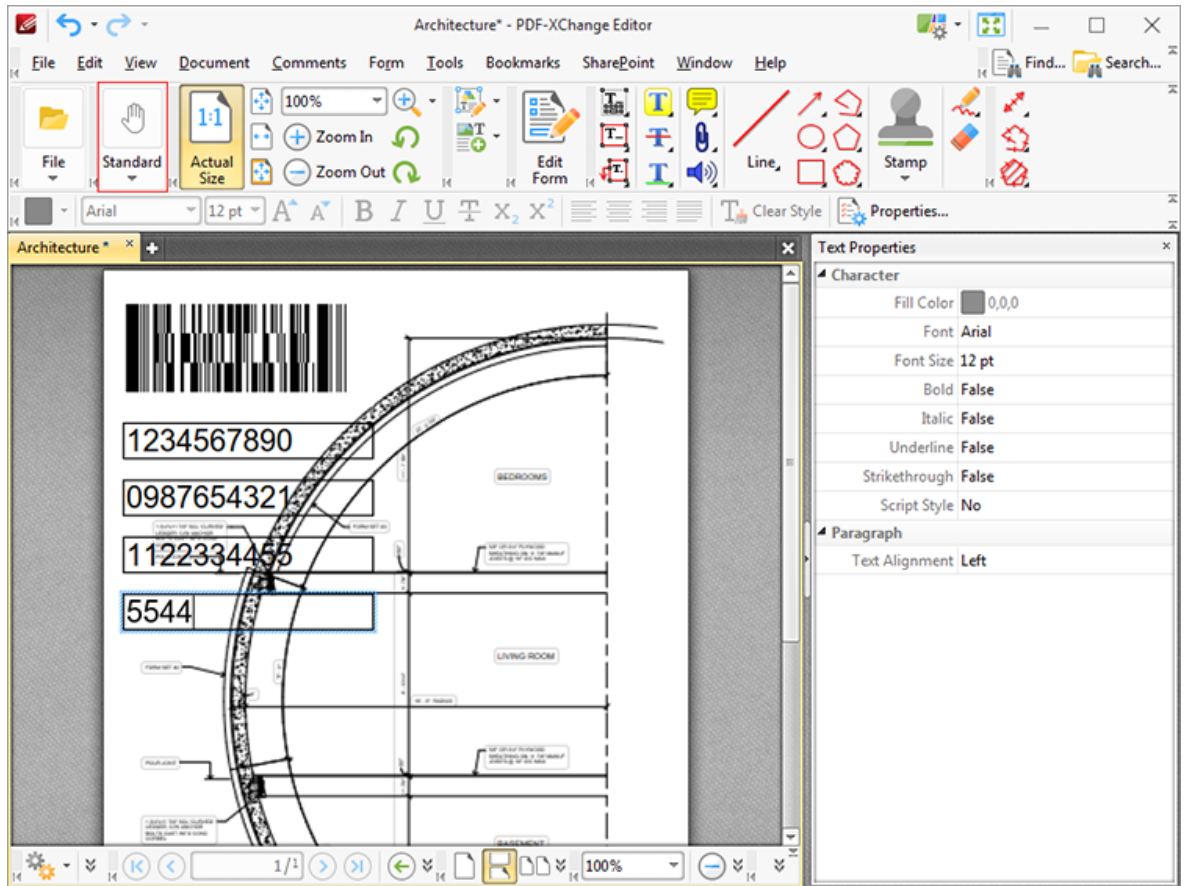 Architecture* - PDF-XChange Editor
File Edit View Document Comments Form Tools Bookmarks SharePoint Window Help Find... Search...
File
Standard
1:1
Actual Size
100%
Zoom In
Zoom Out
Edit Form
Line
Stamp
Arial 12 pt Clear Style Properties...
Architecture *
1234567890
0987654321
1122334455
5544
BEDROOMS
LIVING ROOM
BASEMENT
Text Properties
Character
Fill Color 0,0,0
Font Arial
Font Size 12 pt
Bold False
Italic False
Underline False
Strikethrough False
Script Style No
Paragraph
Text Alignment Left
1/1 100%